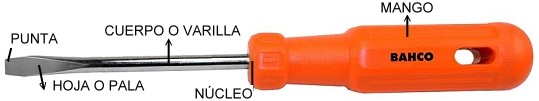 MANGO
CUERPO O VARILLA
PUNTA
BAHCO
HOJA O PALA
NÚCLEO